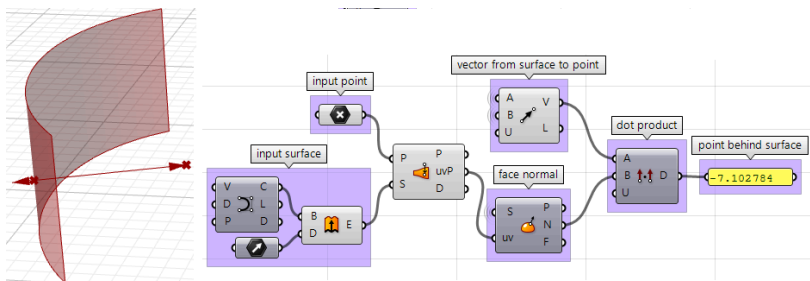 vector from surface to point
input point
A
B
U
V
L
dot product
point behind surface
input surface
P
S
P
uvP
D
face normal
A
B
U
D
-7.102784
V
D
P
C
L
D
B
D
E
S
uv
P
N
F